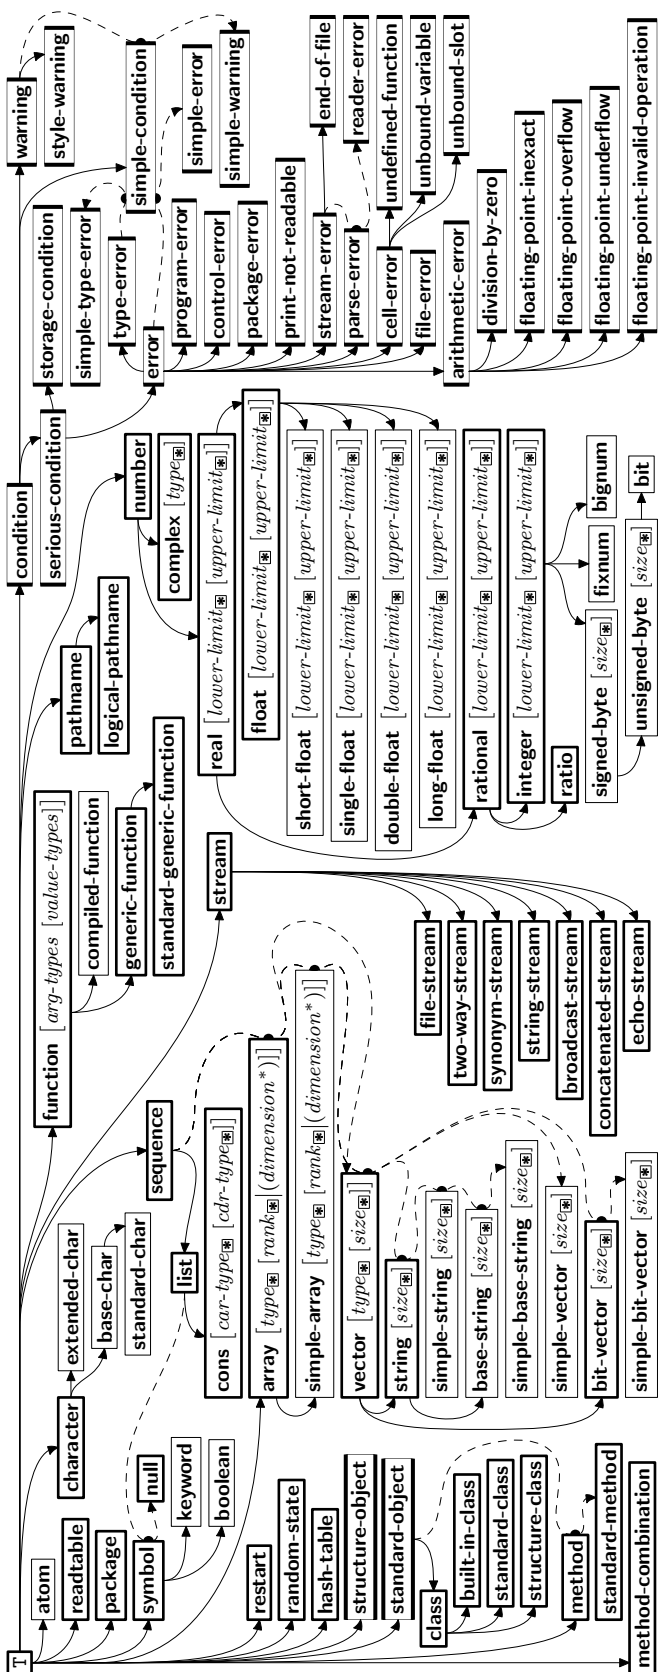 T
atom
readtable
package
symbol
null
keyword
boolean
restart
random-state
hash-table
structure-object
standard-object
class
built-in-class
standard-class
structure-class
method
standard-method
method-combination
character
extended-char
base-char
standard-char
sequence
list
cons [car-type✱ [cdr-type✱]]
array [type✱ [rank✱|(dimension*)]]
simple-array [type✱ [rank✱|(dimension*)]]
vector [type✱ [size✱]]
string [size✱]
simple-string [size✱]
base-string [size✱]
simple-base-string [size✱]
simple-vector [size✱]
bit-vector [size✱]
simple-bit-vector [size✱]
function [arg-types [value-types]]
compiled-function
generic-function
standard-generic-function
stream
file-stream
two-way-stream
synonym-stream
string-stream
broadcast-stream
concatenated-stream
echo-stream
pathname
logical-pathname
number
complex [type✱]
real [lower-limit✱ [upper-limit✱]]
float [lower-limit✱ [upper-limit✱]]
short-float [lower-limit✱ [upper-limit✱]]
single-float [lower-limit✱ [upper-limit✱]]
double-float [lower-limit✱ [upper-limit✱]]
long-float [lower-limit✱ [upper-limit✱]]
rational [lower-limit✱ [upper-limit✱]]
integer [lower-limit✱ [upper-limit✱]]
ratio
signed-byte [size✱]
fixnum
bignum
unsigned-byte [size✱]
bit
condition
serious-condition
storage-condition
simple-type-error
type-error
error
program-error
control-error
package-error
print-not-readable
stream-error
parse-error
cell-error
file-error
arithmetic-error
division-by-zero
floating-point-inexact
floating-point-overflow
floating-point-underflow
floating-point-invalid-operation
warning
style-warning
simple-condition
simple-error
simple-warning
end-of-file
reader-error
undefined-function
unbound-variable
unbound-slot